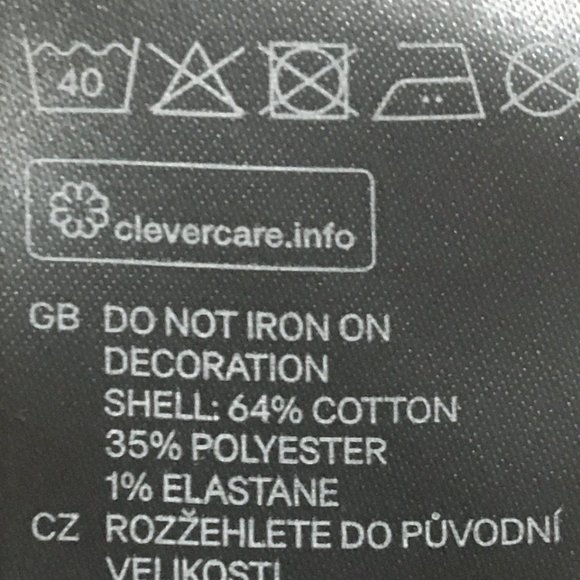 40
clevercare.info
GB DO NOT IRON ON
DECORATION
SHELL: 64% COTTON
35% POLYESTER
1% ELASTANE
CZ ROZŽEHLETE DO PŮVODNÍ
VELIKOSTI